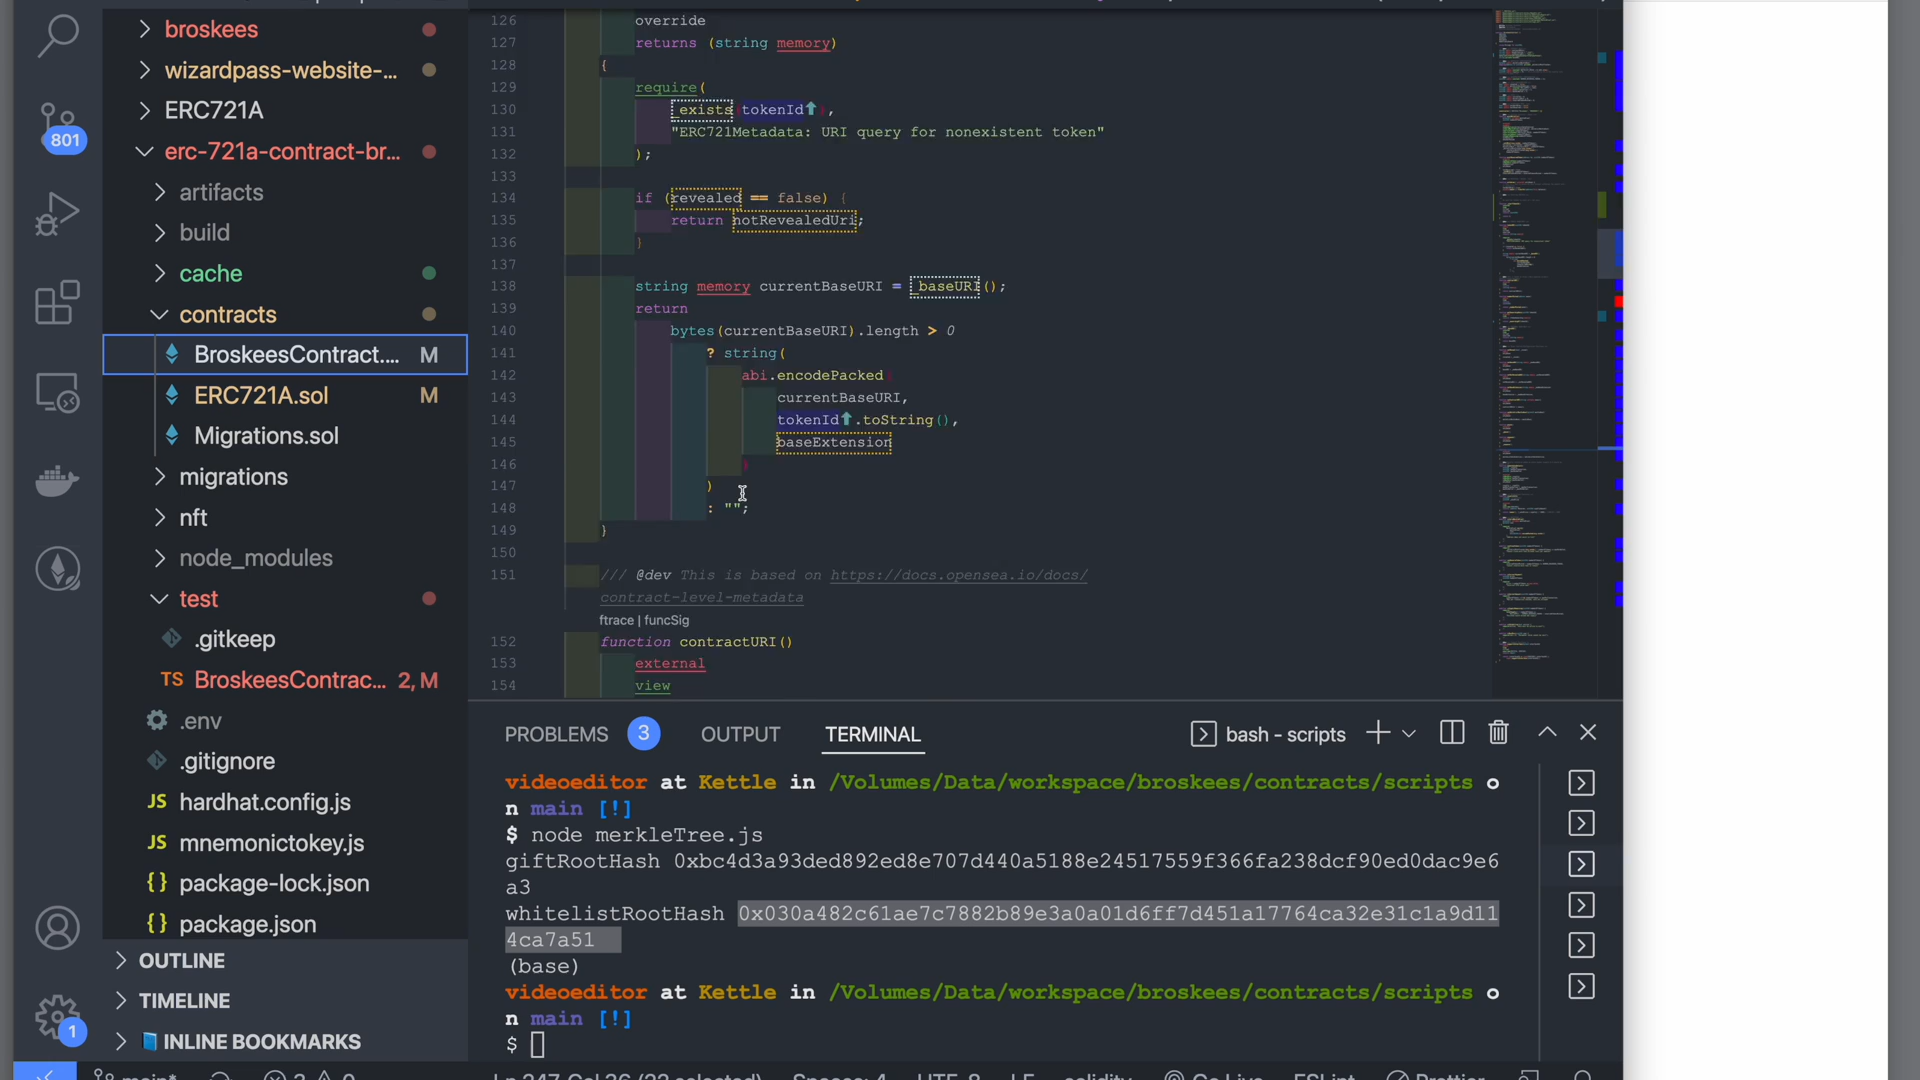 broskees
wizardpass-website-...
ERC721A
801
erc-721a-contract-br...
artifacts
build
cache
contracts
BroskeesContract.... M
ERC721A.sol M
Migrations.sol
migrations
nft
node_modules
test
.gitkeep
TS BroskeesContrac... 2, M
.env
.gitignore
JS hardhat.config.js
JS mnemonictokey.js
{} package-lock.json
{} package.json
OUTLINE
TIMELINE
1
INLINE BOOKMARKS
126 override
127 returns (string memory)
128 {
129 require(
130 _exists(tokenId⬆),
131 "ERC721Metadata: URI query for nonexistent token"
132 );
133
134 if (revealed == false) {
135 return notRevealedUri;
136 }
137
138 string memory currentBaseURI = _baseURI();
139 return
140 bytes(currentBaseURI).length > 0
141 ? string(
142 abi.encodePacked(
143 currentBaseURI,
144 tokenId⬆.toString(),
145 baseExtension
146 )
147 )
148 : "";
149 }
150
151 /// @dev This is based on https://docs.opensea.io/docs/
contract-level-metadata
ftrace | funcSig
152 function contractURI()
153 external
154 view
PROBLEMS 3 OUTPUT TERMINAL bash - scripts
videoeditor at Kettle in /Volumes/Data/workspace/broskees/contracts/scripts o
n main [!]
$ node merkleTree.js
giftRootHash 0xbc4d3a93ded892ed8e707d440a5188e24517559f366fa238dcf90ed0dac9e6
a3
whitelistRootHash 0x030a482c61ae7c7882b89e3a0a01d6ff7d451a17764ca32e31c1a9d11
4ca7a51
(base)
videoeditor at Kettle in /Volumes/Data/workspace/broskees/contracts/scripts o
n main [!]
$